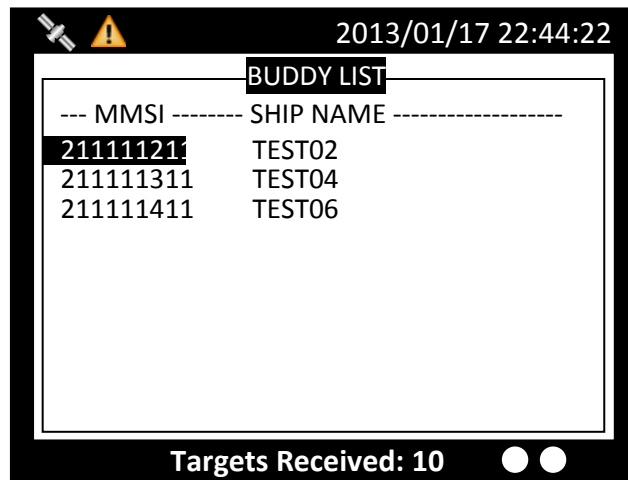 2013/01/17 22:44:22
BUDDY LIST
--- MMSI -------- SHIP NAME -------------------
211111211 TEST02
211111311 TEST04
211111411 TEST06
Targets Received: 10